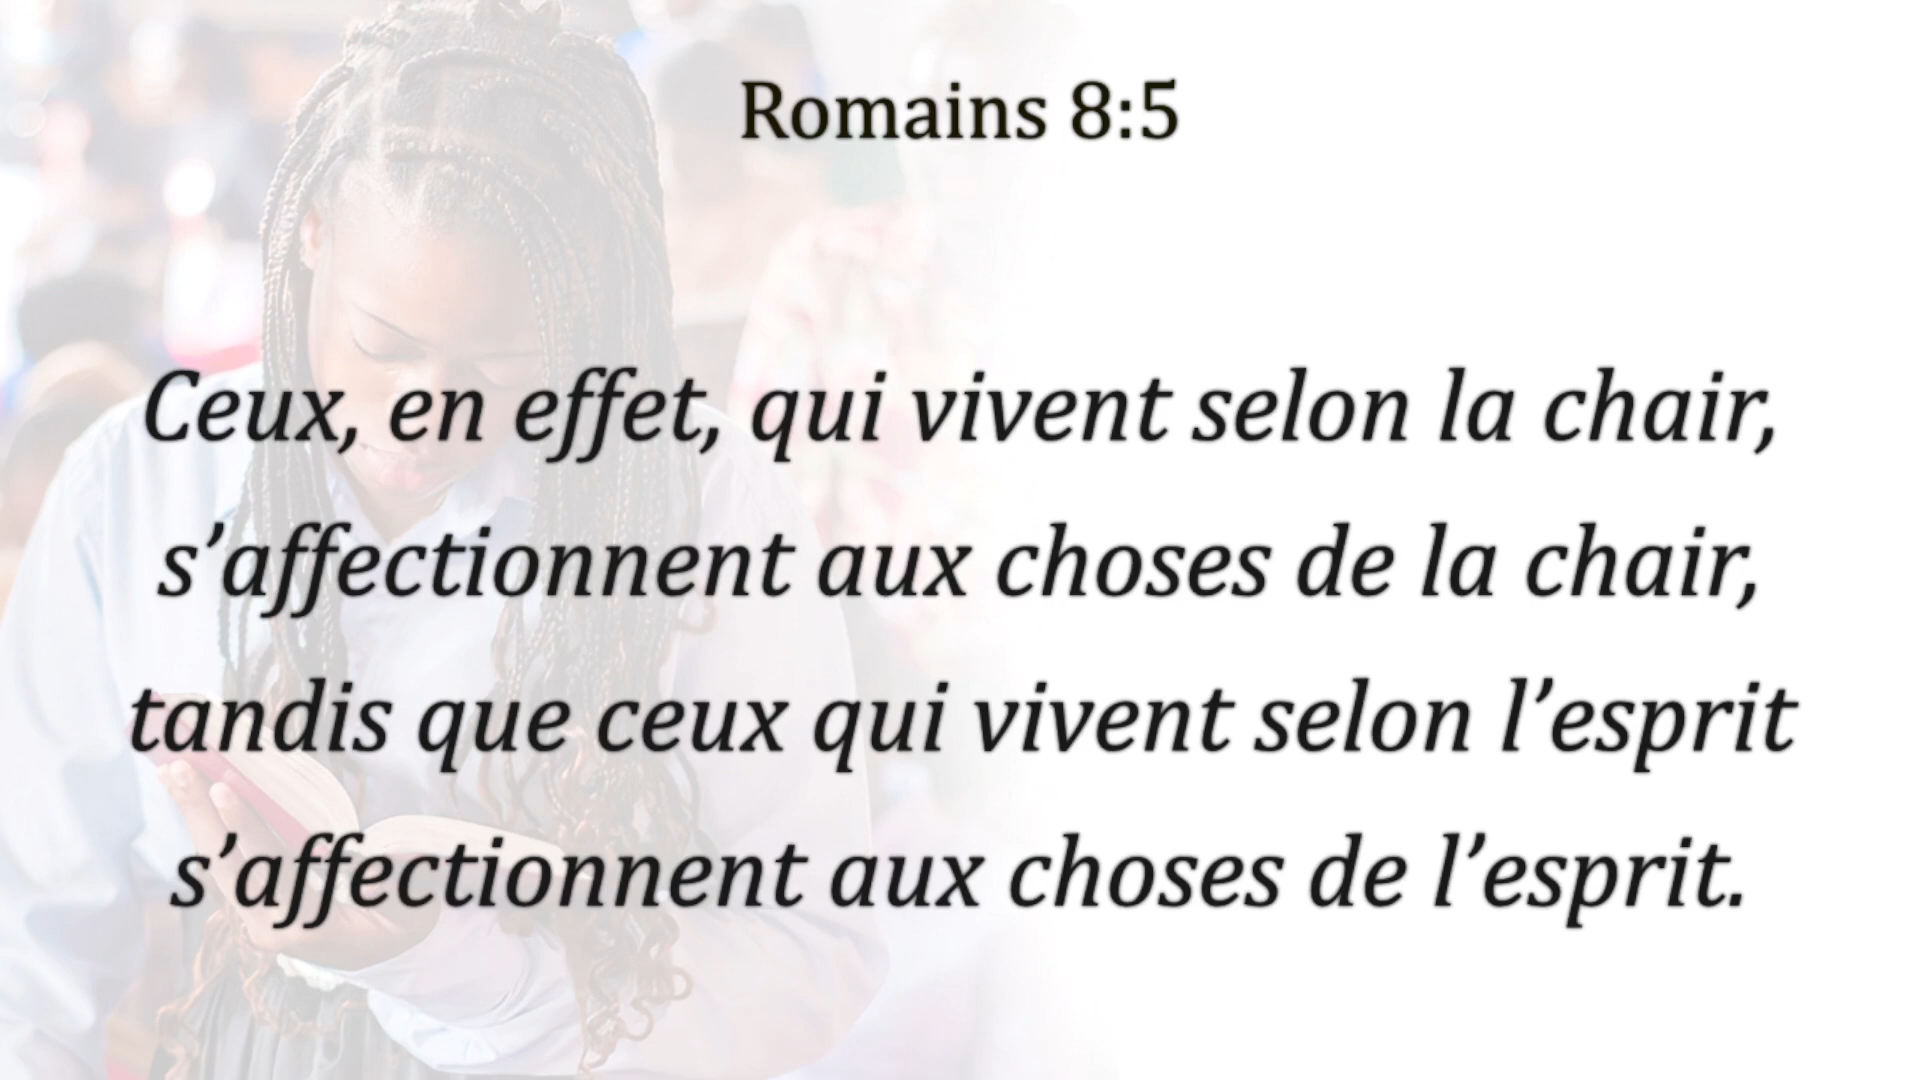 Romains 8:5
Ceux, en effet, qui vivent selon la chair,
s’affectionnent aux choses de la chair,
tandis que ceux qui vivent selon l’esprit
s’affectionnent aux choses de l’esprit.